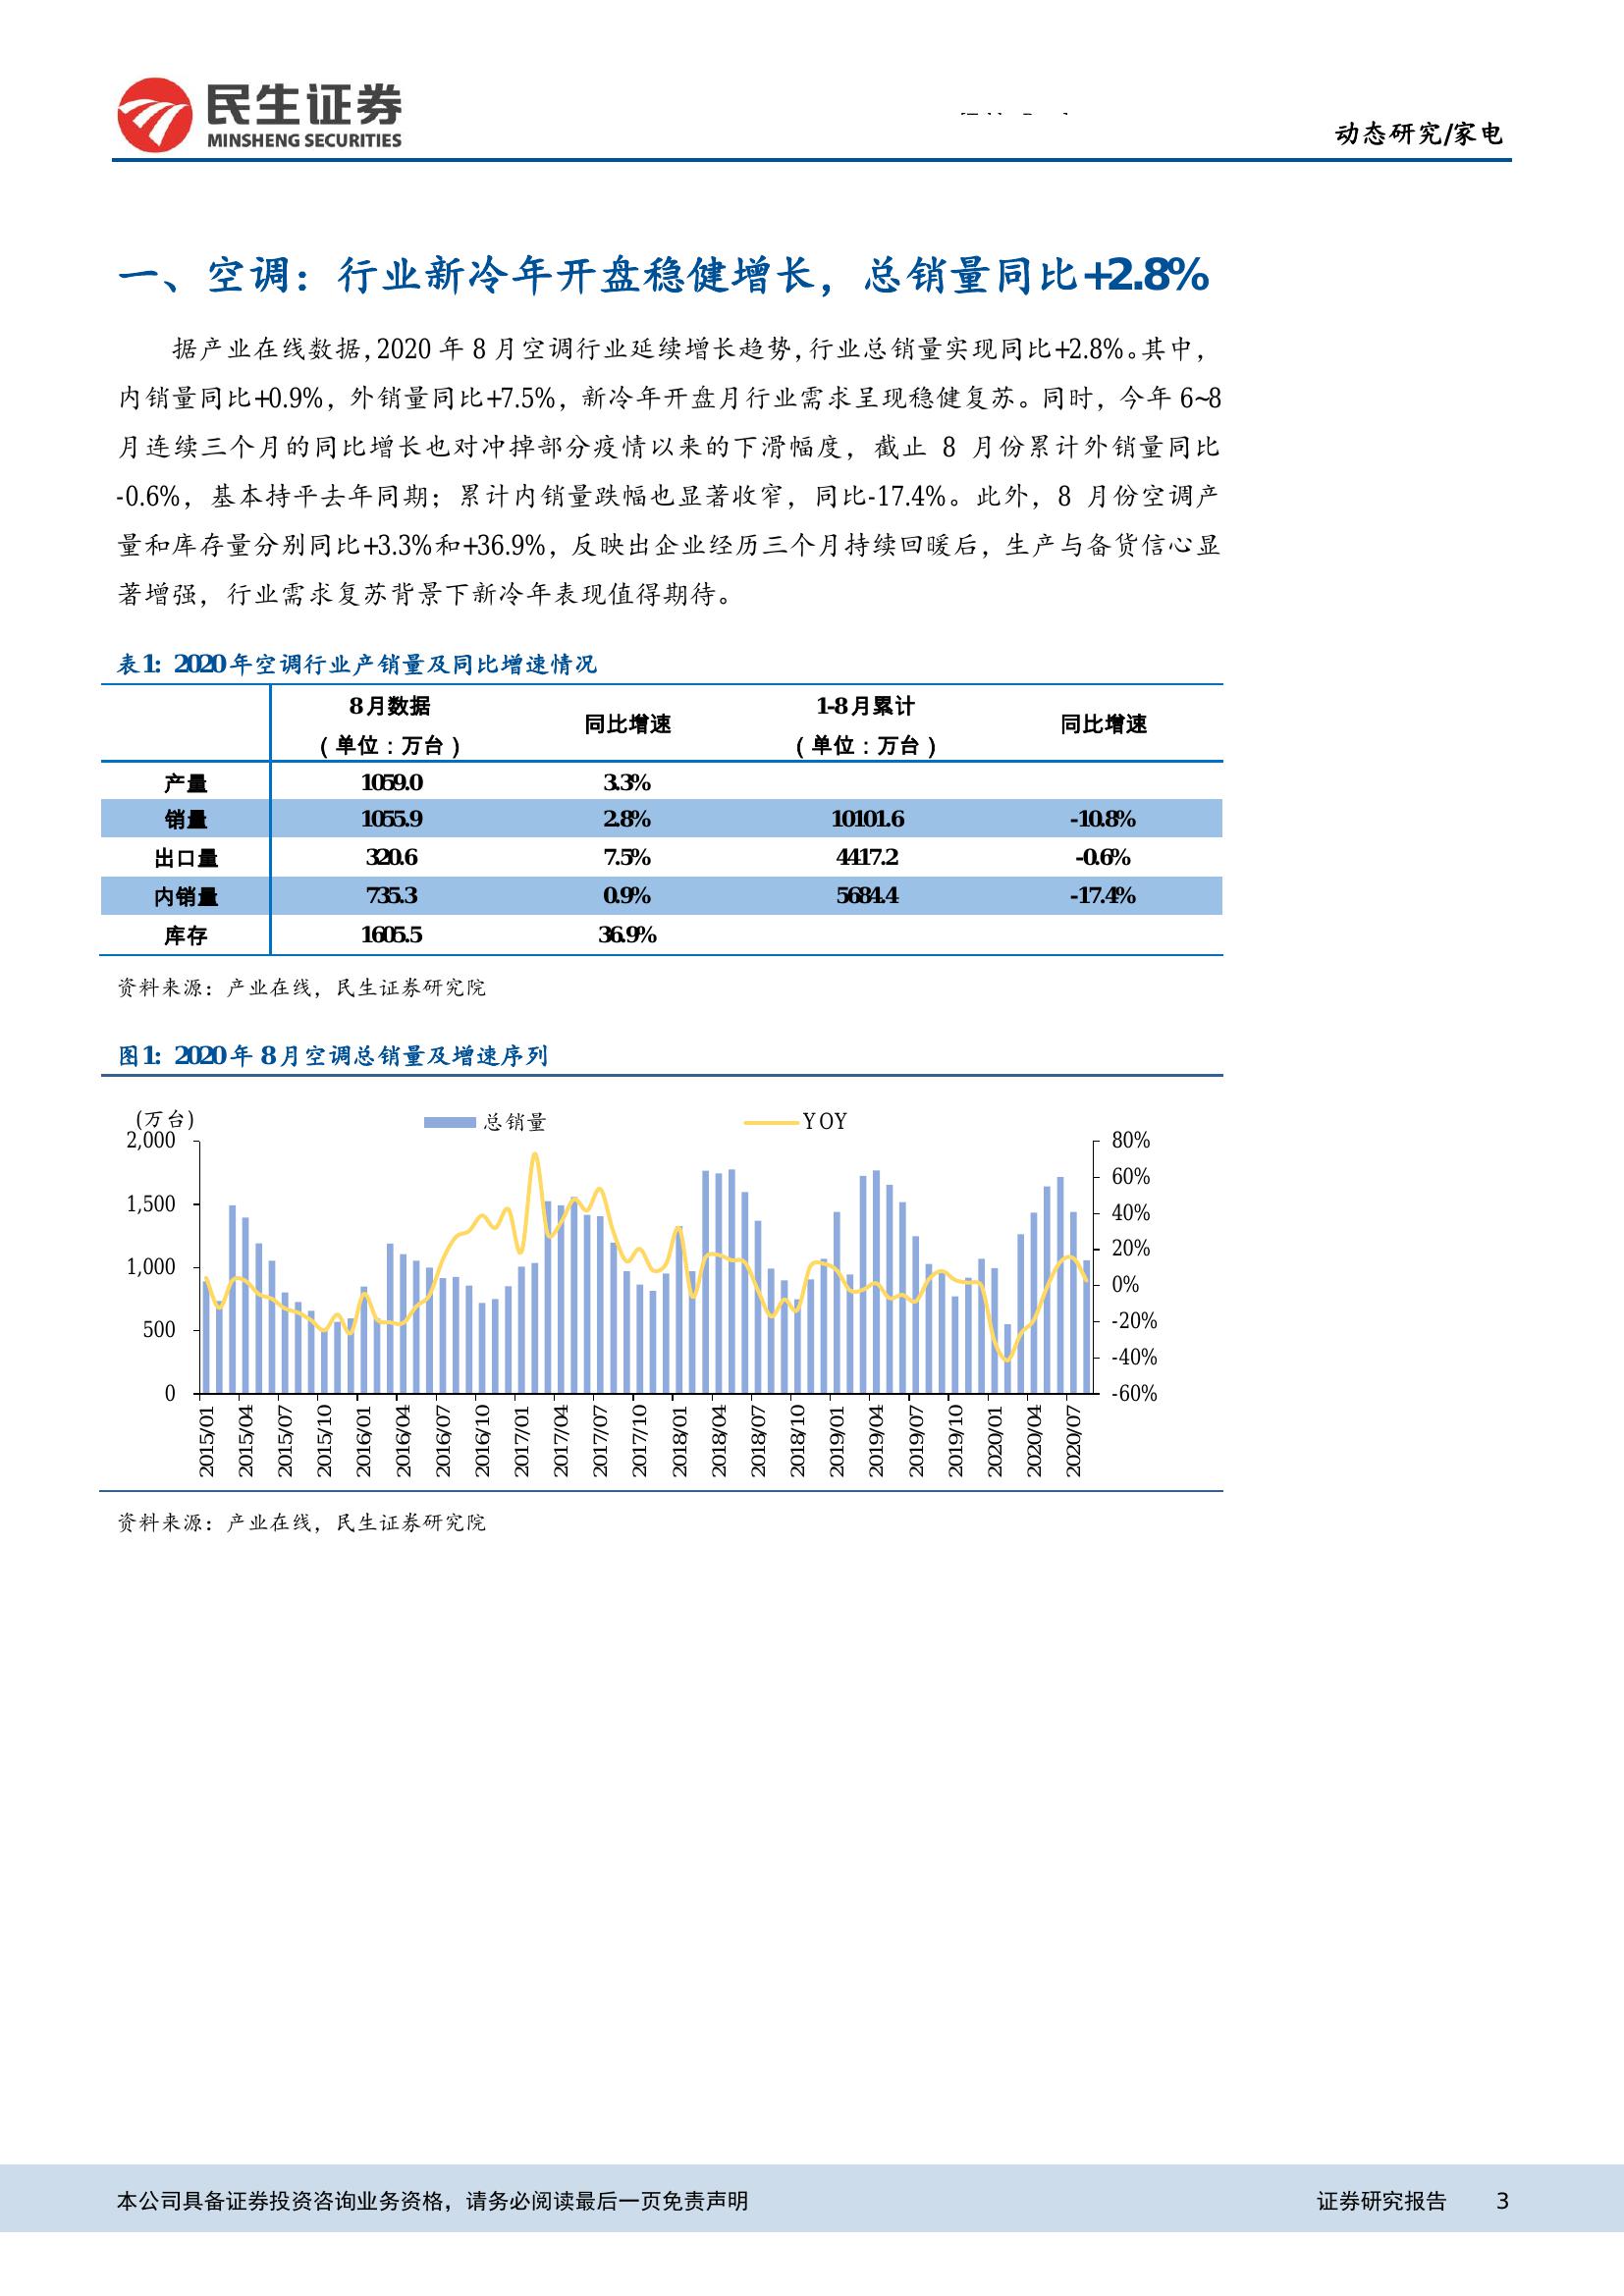 民生证券
MINSHENG SECURITIES
动态研究/家电
一、空调：行业新冷年开盘稳健增长，总销量同比+2.8%
据产业在线数据，2020 年 8 月空调行业延续增长趋势，行业总销量实现同比+2.8%。其中，
内销量同比+0.9%，外销量同比+7.5%，新冷年开盘月行业需求呈现稳健复苏。同时，今年 6~8
月连续三个月的同比增长也对冲掉部分疫情以来的下滑幅度，截止 8 月份累计外销量同比
-0.6%，基本持平去年同期；累计内销量跌幅也显著收窄，同比-17.4%。此外，8 月份空调产
量和库存量分别同比+3.3%和+36.9%，反映出企业经历三个月持续回暖后，生产与备货信心显
著增强，行业需求复苏背景下新冷年表现值得期待。
表1: 2020年空调行业产销量及同比增速情况
8月数据 1-8月累计
同比增速 同比增速
（单位：万台） （单位：万台）
产量 1059.0 3.3%
销量 1055.9 2.8% 10101.6 -10.8%
出口量 320.6 7.5% 4417.2 -0.6%
内销量 735.3 0.9% 5684.4 -17.4%
库存 1605.5 36.9%
资料来源：产业在线，民生证券研究院
图1: 2020年8月空调总销量及增速序列
(万台) 总销量 YOY
2,000 80%
60%
1,500
40%
20%
1,000
0%
500 -20%
-40%
0 -60%
2015/01 2015/04 2015/07 2015/10 2016/01 2016/04 2016/07 2016/10 2017/01 2017/04 2017/07 2017/10 2018/01 2018/04 2018/07 2018/10 2019/01 2019/04 2019/07 2019/10 2020/01 2020/04 2020/07
资料来源：产业在线，民生证券研究院
本公司具备证券投资咨询业务资格，请务必阅读最后一页免责声明 证券研究报告 3